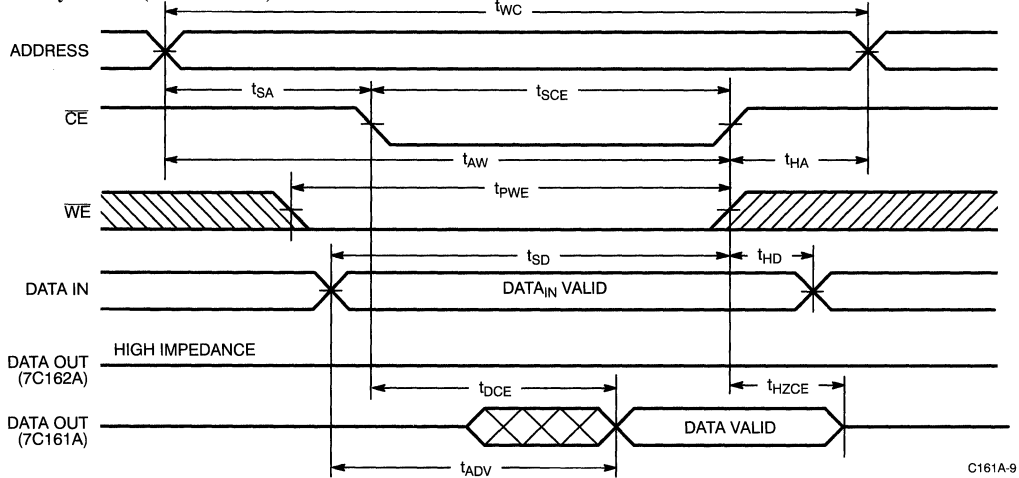 tWC
ADDRESS
tSA
tSCE
CE
tAW
tHA
tPWE
WE
tSD
tHD
DATA IN
DATAIN VALID
HIGH IMPEDANCE
DATA OUT
(7C162A)
tDCE
tHZCE
DATA OUT
(7C161A)
DATA VALID
tADV
C161A-9